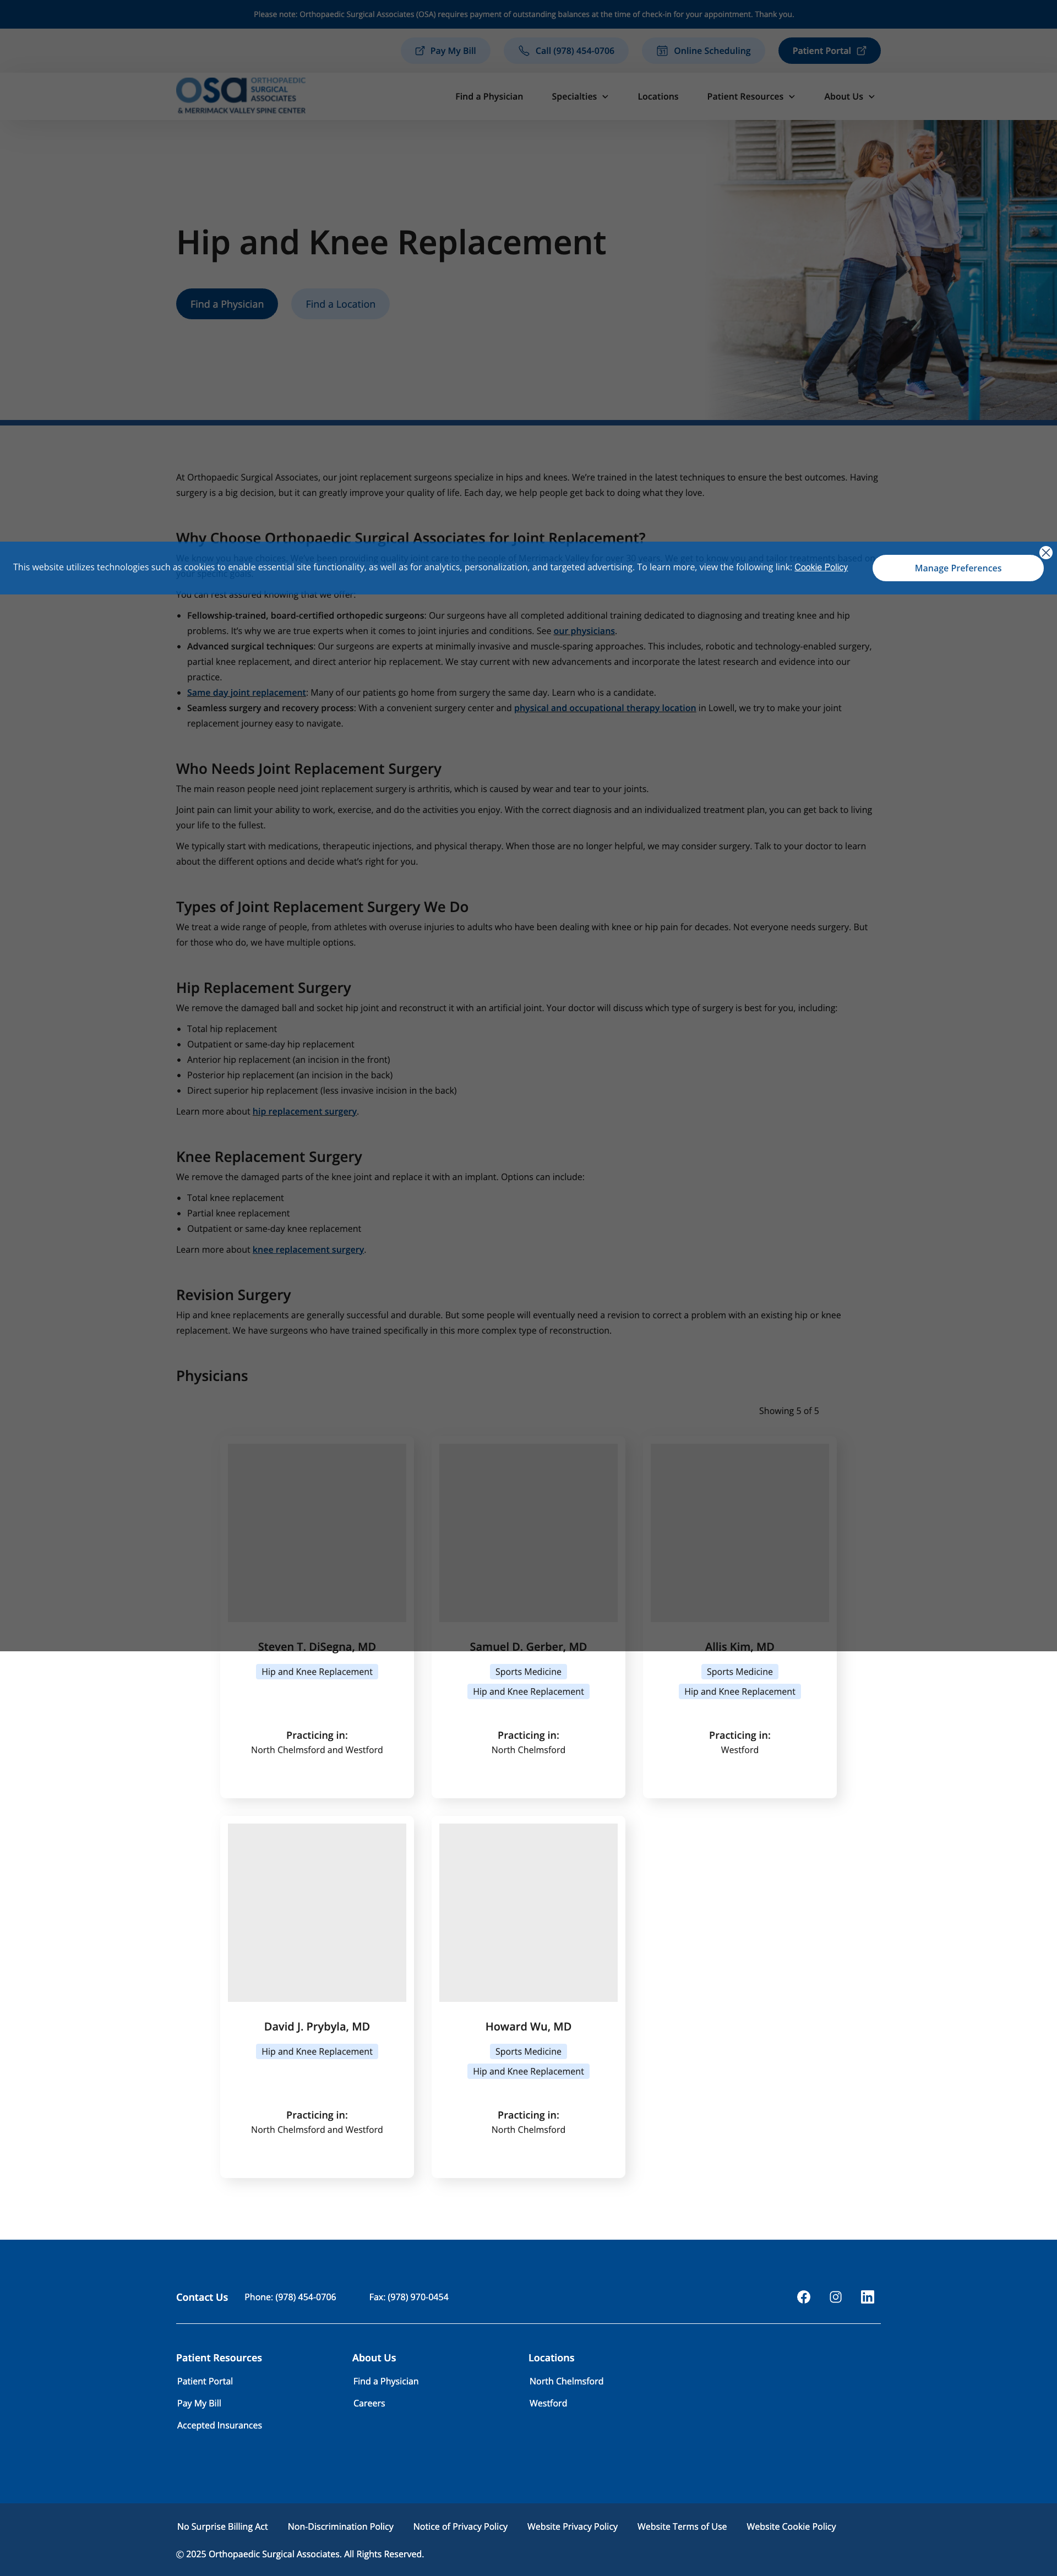 Please note: Orthopaedic Surgical Associates (OSA) requires payment of outstanding balances at the time of check-in for your appointment. Thank you.
Pay My Bill
Call (978) 454-0706
Online Scheduling
Patient Portal
osa ORTHOPAEDIC
SURGICAL
ASSOCIATES
& MERRIMACK VALLEY SPINE CENTER
Find a Physician
Specialties
Locations
Patient Resources
About Us
Hip and Knee Replacement
Find a Physician
Find a Location
At Orthopaedic Surgical Associates, our joint replacement surgeons specialize in hips and knees. We’re trained in the latest techniques to ensure the best outcomes. Having
surgery is a big decision, but it can greatly improve your quality of life. Each day, we help people get back to doing what they love.
Why Choose Orthopaedic Surgical Associates for Joint Replacement?
We know you have choices. We’ve been providing quality joint care to the people of Merrimack Valley for over 30 years. We get to know you and tailor treatments based on
your specific goals.
This website utilizes technologies such as cookies to enable essential site functionality, as well as for analytics, personalization, and targeted advertising. To learn more, view the following link: Cookie Policy
Manage Preferences
You can rest assured knowing that we offer:
Fellowship-trained, board-certified orthopedic surgeons: Our surgeons have all completed additional training dedicated to diagnosing and treating knee and hip
problems. It’s why we are true experts when it comes to joint injuries and conditions. See our physicians.
Advanced surgical techniques: Our surgeons are experts at minimally invasive and muscle-sparing approaches. This includes, robotic and technology-enabled surgery,
partial knee replacement, and direct anterior hip replacement. We stay current with new advancements and incorporate the latest research and evidence into our
practice.
Same day joint replacement: Many of our patients go home from surgery the same day. Learn who is a candidate.
Seamless surgery and recovery process: With a convenient surgery center and physical and occupational therapy location in Lowell, we try to make your joint
replacement journey easy to navigate.
Who Needs Joint Replacement Surgery
The main reason people need joint replacement surgery is arthritis, which is caused by wear and tear to your joints.
Joint pain can limit your ability to work, exercise, and do the activities you enjoy. With the correct diagnosis and an individualized treatment plan, you can get back to living
your life to the fullest.
We typically start with medications, therapeutic injections, and physical therapy. When those are no longer helpful, we may consider surgery. Talk to your doctor to learn
about the different options and decide what’s right for you.
Types of Joint Replacement Surgery We Do
We treat a wide range of people, from athletes with overuse injuries to adults who have been dealing with knee or hip pain for decades. Not everyone needs surgery. But
for those who do, we have multiple options.
Hip Replacement Surgery
We remove the damaged ball and socket hip joint and reconstruct it with an artificial joint. Your doctor will discuss which type of surgery is best for you, including:
Total hip replacement
Outpatient or same-day hip replacement
Anterior hip replacement (an incision in the front)
Posterior hip replacement (an incision in the back)
Direct superior hip replacement (less invasive incision in the back)
Learn more about hip replacement surgery.
Knee Replacement Surgery
We remove the damaged parts of the knee joint and replace it with an implant. Options can include:
Total knee replacement
Partial knee replacement
Outpatient or same-day knee replacement
Learn more about knee replacement surgery.
Revision Surgery
Hip and knee replacements are generally successful and durable. But some people will eventually need a revision to correct a problem with an existing hip or knee
replacement. We have surgeons who have trained specifically in this more complex type of reconstruction.
Physicians
Showing 5 of 5
Steven T. DiSegna, MD
Hip and Knee Replacement
Practicing in:
North Chelmsford and Westford
Samuel D. Gerber, MD
Sports Medicine
Hip and Knee Replacement
Practicing in:
North Chelmsford
Allis Kim, MD
Sports Medicine
Hip and Knee Replacement
Practicing in:
Westford
David J. Prybyla, MD
Hip and Knee Replacement
Practicing in:
North Chelmsford and Westford
Howard Wu, MD
Sports Medicine
Hip and Knee Replacement
Practicing in:
North Chelmsford
Contact Us
Phone: (978) 454-0706
Fax: (978) 970-0454
Patient Resources
Patient Portal
Pay My Bill
Accepted Insurances
About Us
Find a Physician
Careers
Locations
North Chelmsford
Westford
No Surprise Billing Act
Non-Discrimination Policy
Notice of Privacy Policy
Website Privacy Policy
Website Terms of Use
Website Cookie Policy
© 2025 Orthopaedic Surgical Associates. All Rights Reserved.